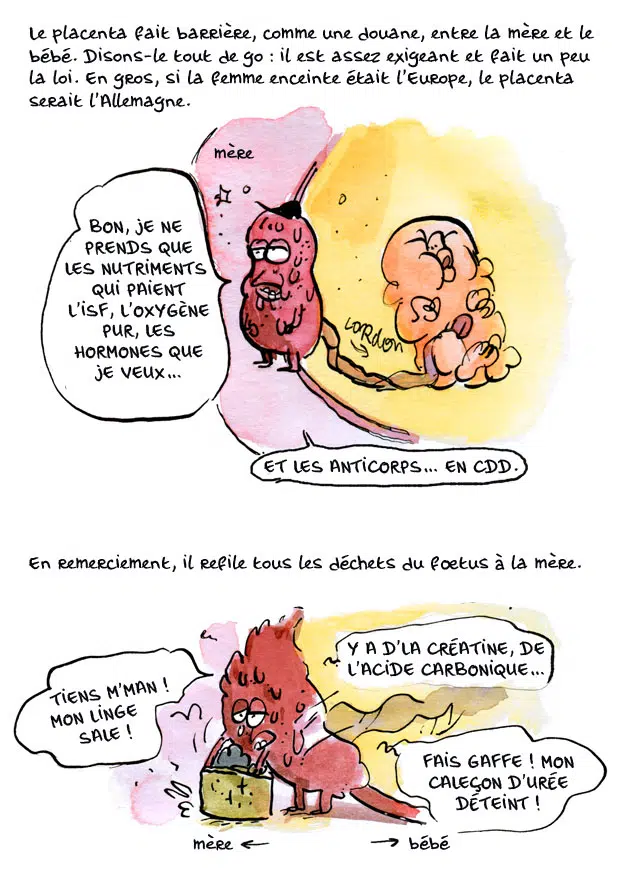 Le placenta fait barrière, comme une douane, entre la mère et le
bébé. Disons-le tout de go : il est assez exigeant et fait un peu
la loi. En gros, si la femme enceinte était l'Europe, le placenta
serait l'Allemagne.
mère
BON, JE NE
PRENDS QUE
LES NUTRIMENTS
QUI PAIENT
L'ISF, L'OXYGÈNE
PUR, LES
HORMONES QUE
JE VEUX...
cordon
ET LES ANTICORPS... EN CDD.
En remerciement, il refile tous les déchets du foetus à la mère.
Y A D'LA CRÉATINE, DE
L'ACIDE CARBONIQUE...
TIENS M'MAN !
MON LINGE
SALE !
FAIS GAFFE ! MON
CALEÇON D'URÉE
DÉTEINT !
mère ← → bébé